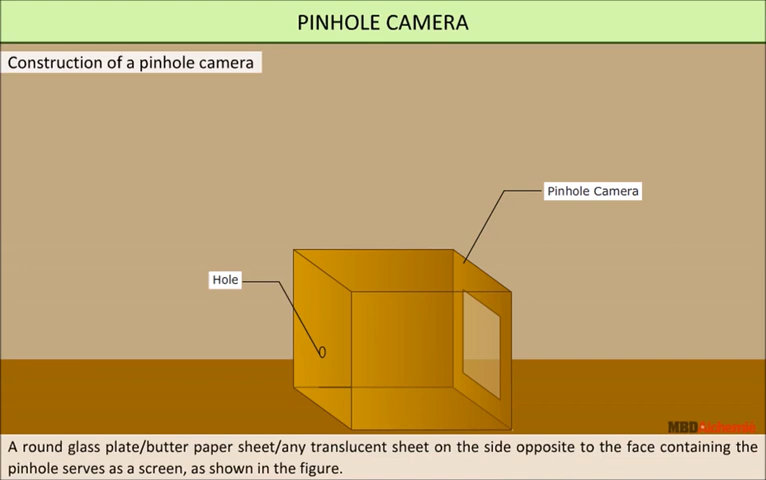 PINHOLE CAMERA
Construction of a pinhole camera
Pinhole Camera
Hole
MBD
A round glass plate/butter paper sheet/any translucent sheet on the side opposite to the face containing the
pinhole serves as a screen, as shown in the figure.